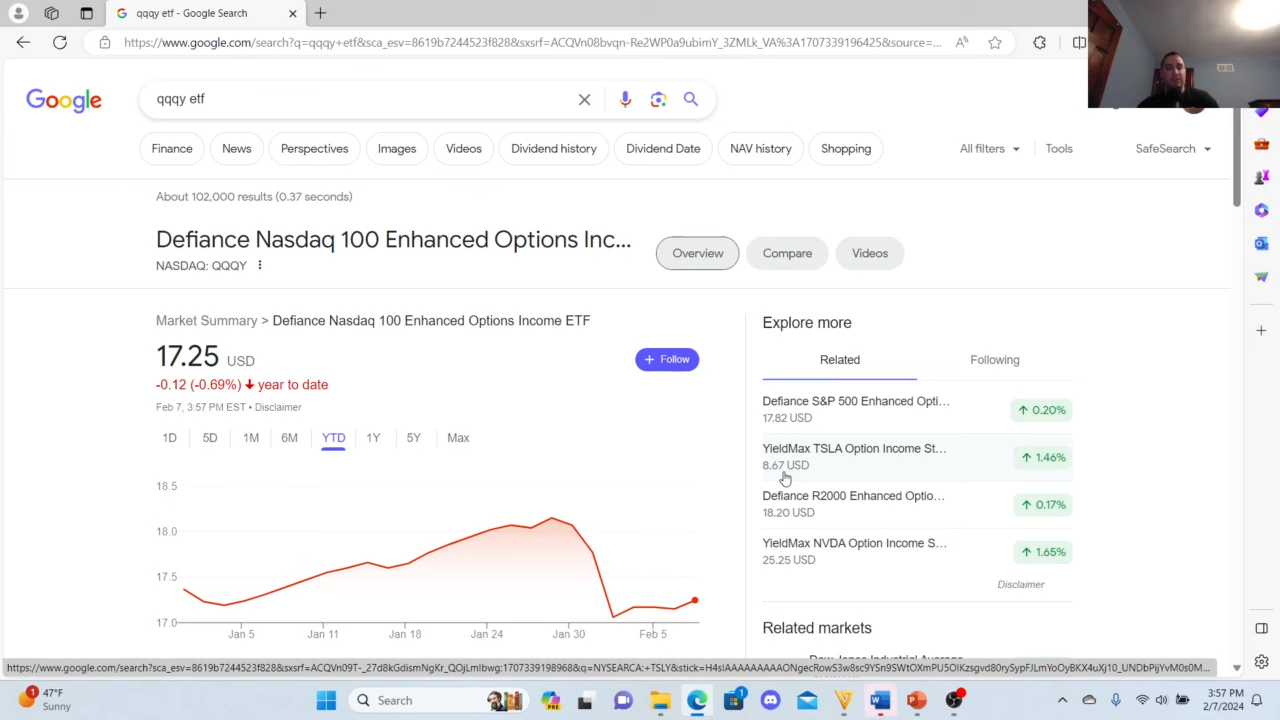 qqqy etf - Google Search
https://www.google.com/search?q=qqqy+etf&sca_esv=8619b7244523f828&sxsrf=ACQVn08bvqn-Re2WP0a9ubimY_3ZMLk_VA%3A1707339196425&source=...
Google
qqqy etf
Finance
News
Perspectives
Images
Videos
Dividend history
Dividend Date
NAV history
Shopping
All filters
Tools
SafeSearch
About 102,000 results (0.37 seconds)
Defiance Nasdaq 100 Enhanced Options Inc...
NASDAQ: QQQY
Overview
Compare
Videos
Market Summary > Defiance Nasdaq 100 Enhanced Options Income ETF
17.25 USD
+ Follow
-0.12 (-0.69%) year to date
Feb 7, 3:57 PM EST • Disclaimer
1D 5D 1M 6M YTD 1Y 5Y Max
18.5
18.0
17.5
17.0
Jan 5 Jan 11 Jan 18 Jan 24 Jan 30 Feb 5
Explore more
Related
Following
Defiance S&P 500 Enhanced Opti...
17.82 USD
↑ 0.20%
YieldMax TSLA Option Income St...
8.67 USD
↑ 1.46%
Defiance R2000 Enhanced Optio...
18.20 USD
↑ 0.17%
YieldMax NVDA Option Income S...
25.25 USD
↑ 1.65%
Disclaimer
Related markets
Dow Jones Industrial Average
47°F
Sunny
Search
3:57 PM
2/7/2024